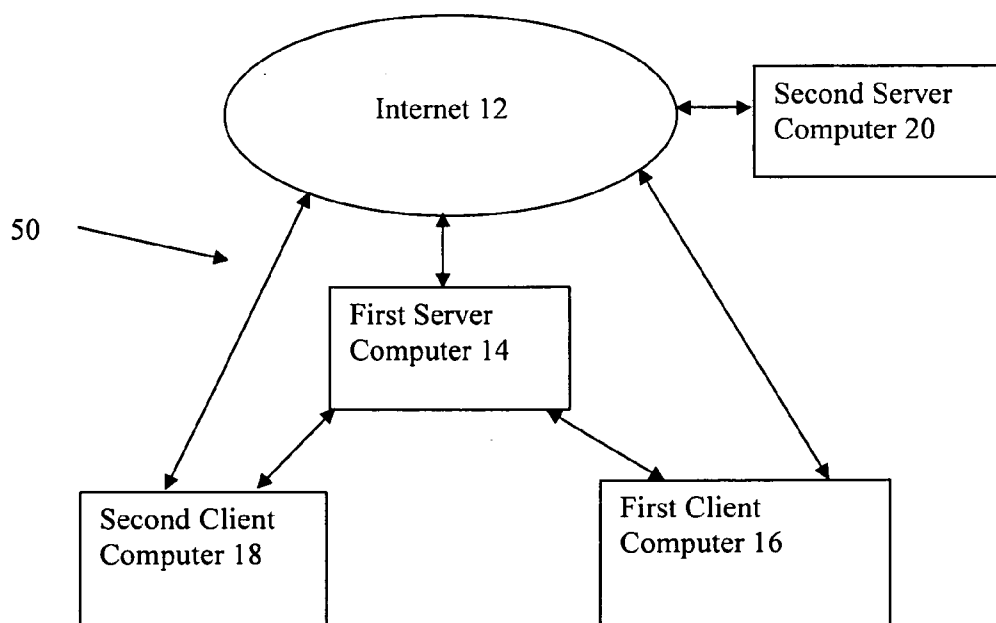 Internet 12
Second Server
Computer 20
50
First Server
Computer 14
Second Client
Computer 18
First Client
Computer 16